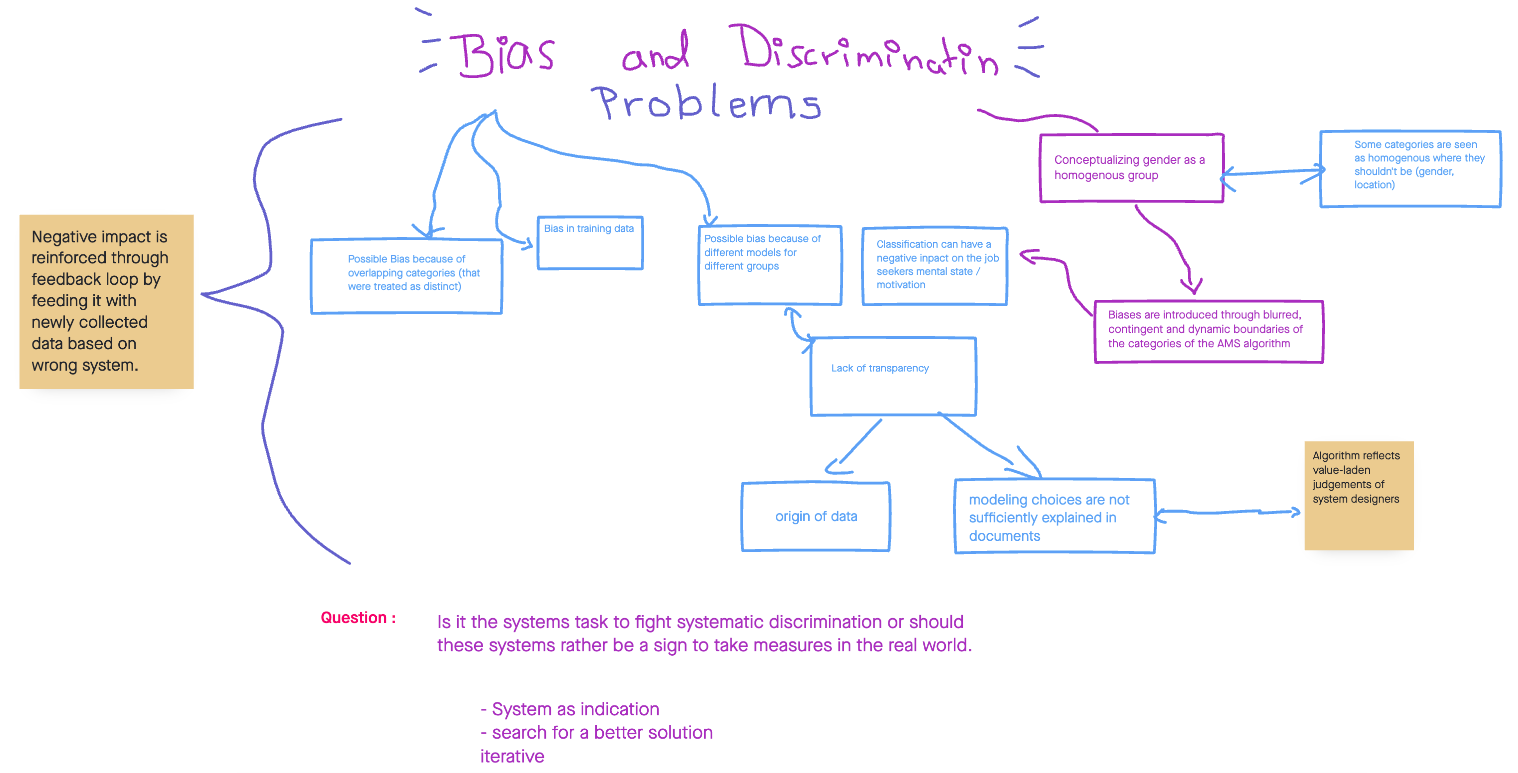 Bias and Discriminatin
Problems
Conceptualizing gender as a
homogenous group
Some categories are seen
as homogenous where they
shouldn't be (gender,
location)
Negative impact is
reinforced through
feedback loop by
feeding it with
newly collected
data based on
wrong system.
Possible Bias because of
overlapping categories (that
were treated as distinct)
Bias in training data
Possible bias because of
different models for
different groups
Classification can have a
negative inpact on the job
seekers mental state /
motivation
Biases are introduced through blurred,
contingent and dynamic boundaries of
the categories of the AMS algorithm
Lack of transparency
origin of data
modeling choices are not
sufficiently explained in
documents
Algorithm reflects
value-laden
judgements of
system designers
Question :
Is it the systems task to fight systematic discrimination or should
these systems rather be a sign to take measures in the real world.
- System as indication
- search for a better solution
iterative